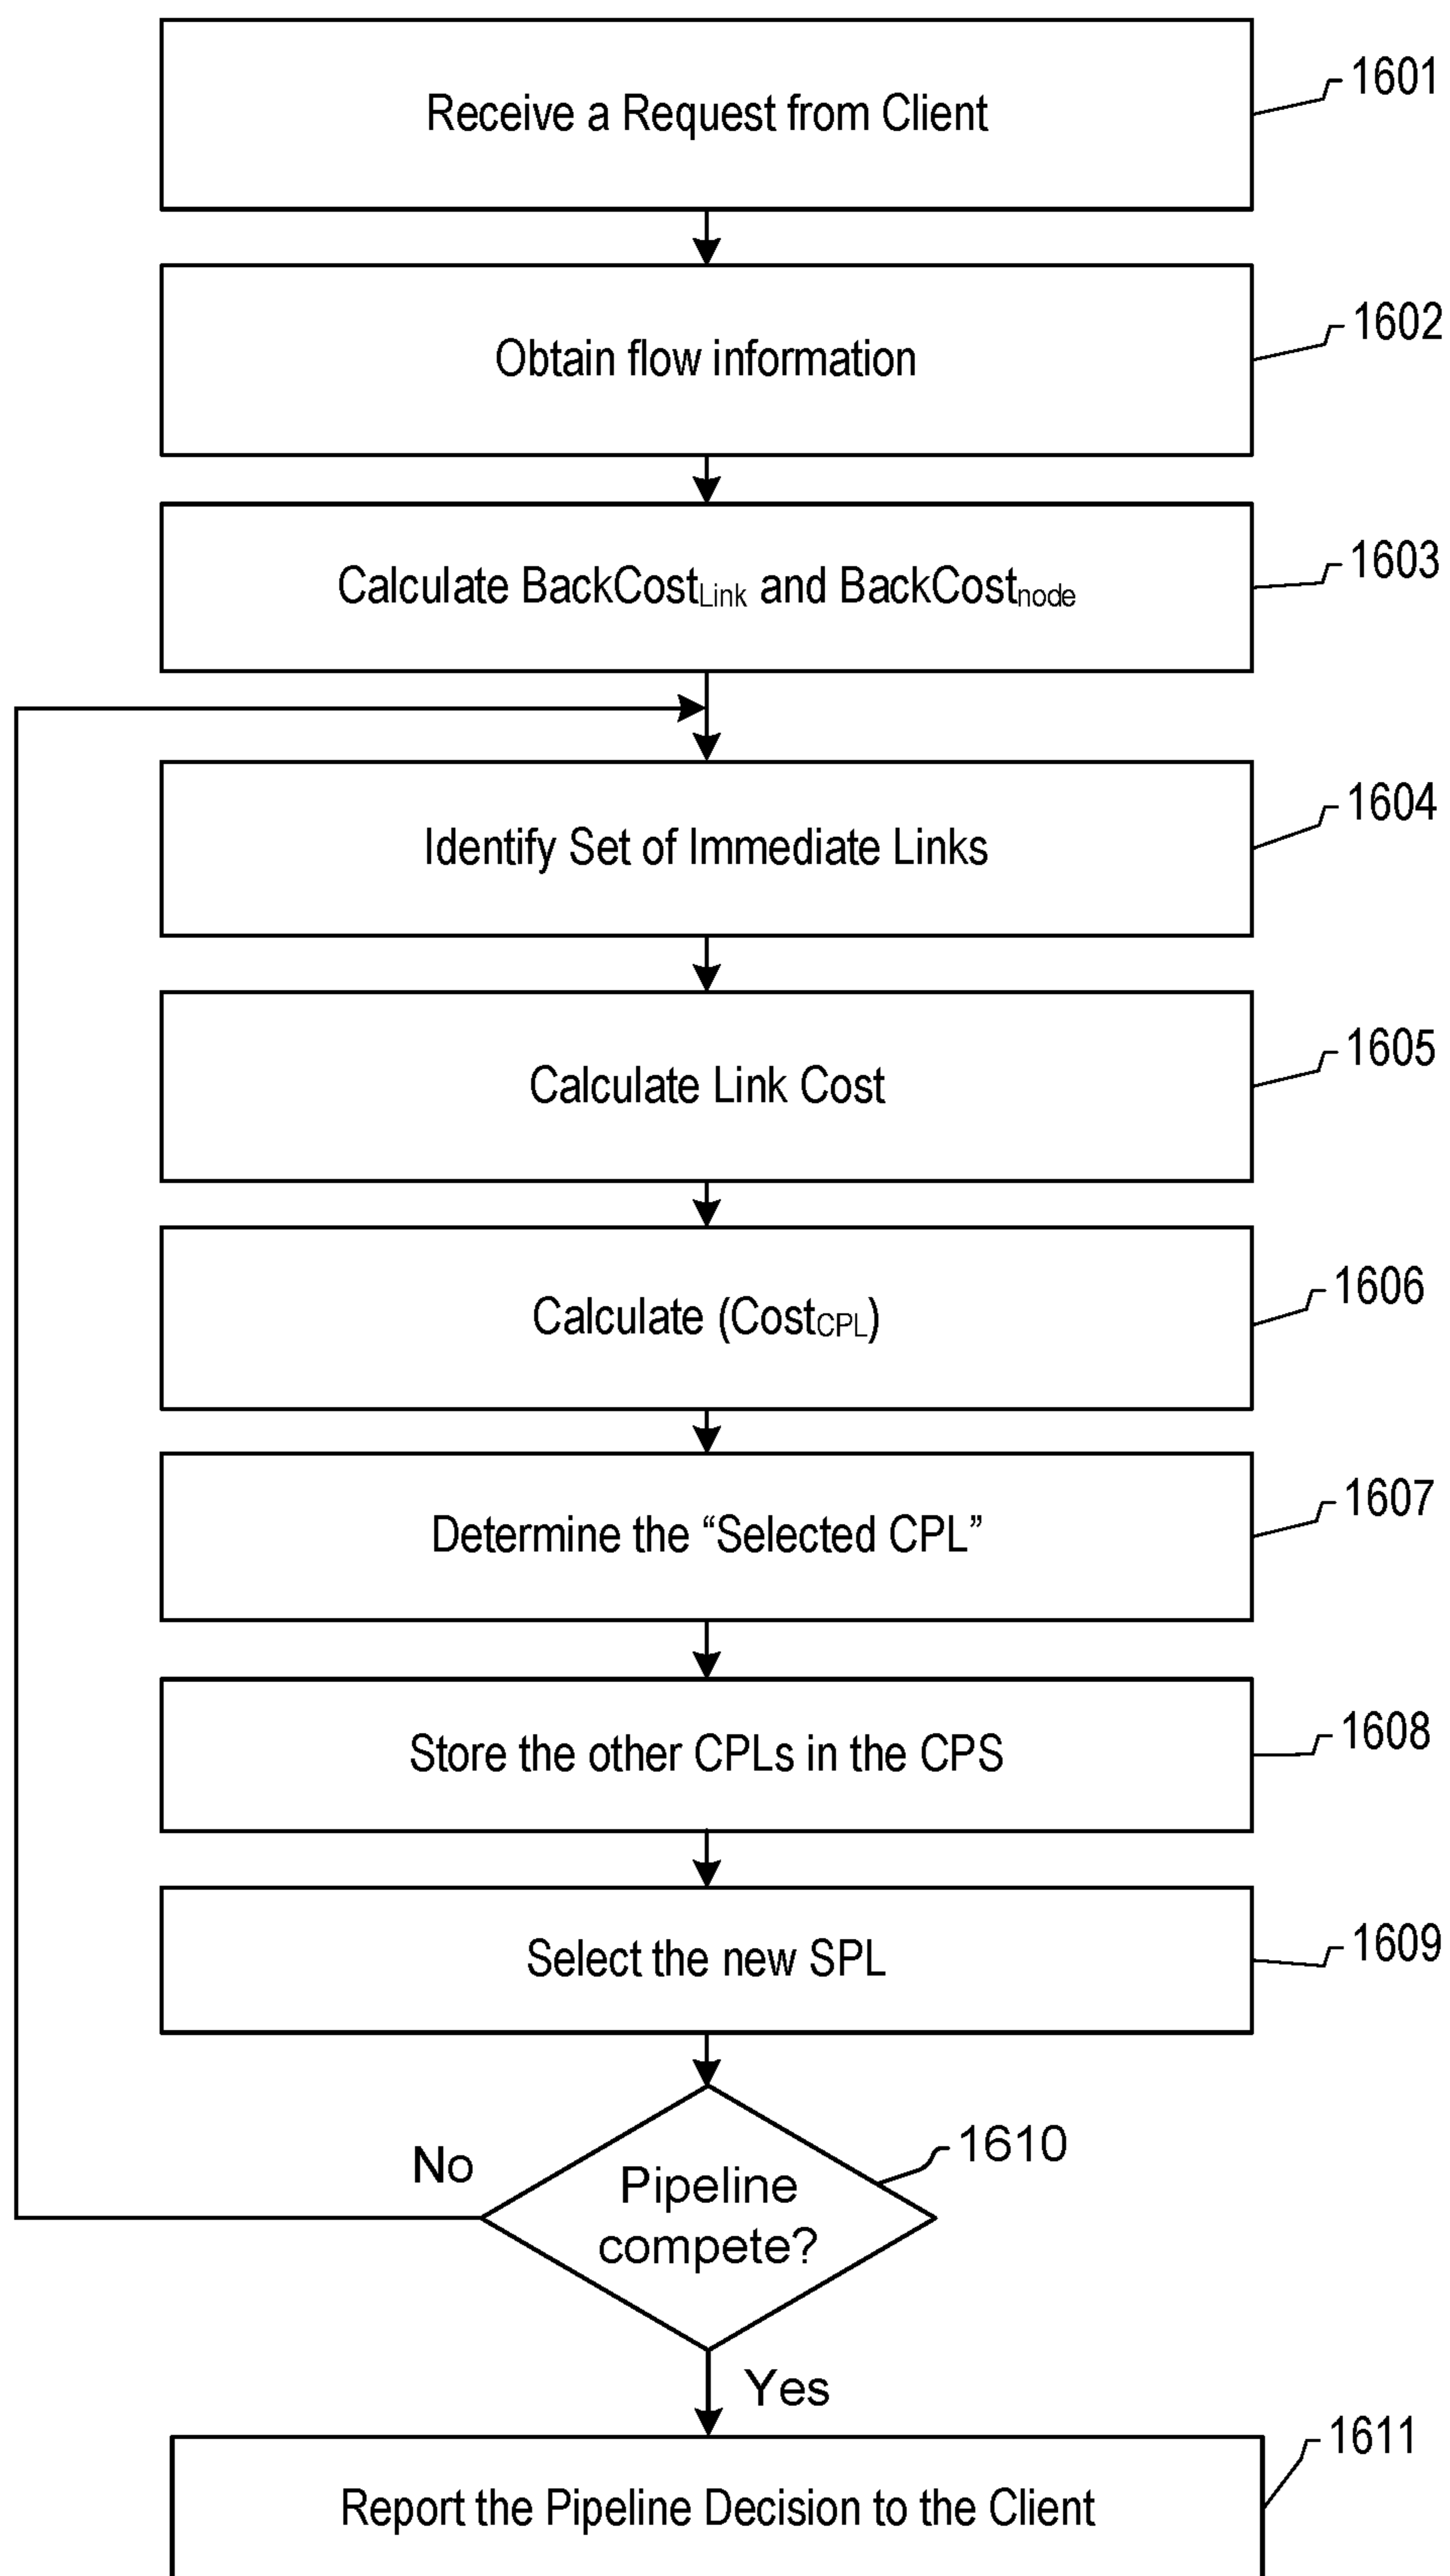 Receive a Request from Client
1601
Obtain flow information
1602
Calculate BackCostLink and BackCostnode
1603
Identify Set of Immediate Links
1604
Calculate Link Cost
1605
Calculate (CostCPL)
1606
Determine the “Selected CPL”
1607
Store the other CPLs in the CPS
1608
Select the new SPL
1609
Pipeline
compete?
1610
No
Yes
Report the Pipeline Decision to the Client
1611